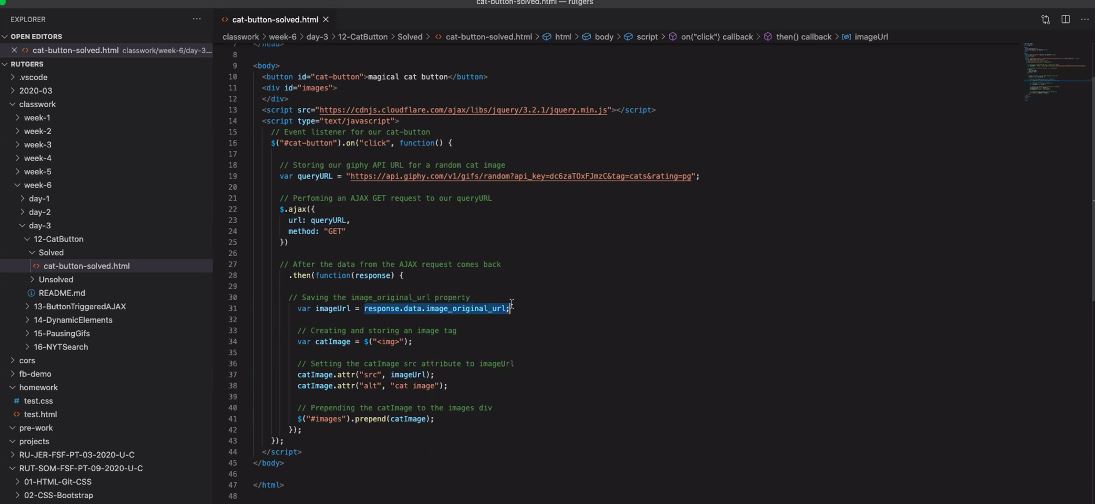 cat-button-solved.html — rutgers
EXPLORER
OPEN EDITORS
cat-button-solved.html classwork/week-6/day-3...
RUTGERS
.vscode
2020-03
classwork
week-1
week-2
week-3
week-4
week-5
week-6
day-1
day-2
day-3
12-CatButton
Solved
cat-button-solved.html
Unsolved
README.md
13-ButtonTriggeredAJAX
14-DynamicElements
15-PausingGifs
16-NYTSearch
cors
fb-demo
homework
test.css
test.html
pre-work
projects
RU-JER-FSF-PT-03-2020-U-C
RUT-SOM-FSF-PT-09-2020-U-C
01-HTML-Git-CSS
02-CSS-Bootstrap
cat-button-solved.html
classwork > week-6 > day-3 > 12-CatButton > Solved > cat-button-solved.html > html > body > script > on("click") callback > then() callback > imageUrl
7 </head>
8
9 <body>
10 <button id="cat-button">magical cat button</button>
11 <div id="images">
12 </div>
13 <script src="https://cdnjs.cloudflare.com/ajax/libs/jquery/3.2.1/jquery.min.js"></script>
14 <script type="text/javascript">
15 // Event listener for our cat-button
16 $("#cat-button").on("click", function() {
17
18 // Storing our giphy API URL for a random cat image
19 var queryURL = "https://api.giphy.com/v1/gifs/random?api_key=dc6zaTOxFJmzC&tag=cats&rating=pg";
20
21 // Perfoming an AJAX GET request to our queryURL
22 $.ajax({
23 url: queryURL,
24 method: "GET"
25 })
26
27 // After the data from the AJAX request comes back
28 .then(function(response) {
29
30 // Saving the image_original_url property
31 var imageUrl = response.data.image_original_url;
32
33 // Creating and storing an image tag
34 var catImage = $("<img>");
35
36 // Setting the catImage src attribute to imageUrl
37 catImage.attr("src", imageUrl);
38 catImage.attr("alt", "cat image");
39
40 // Prepending the catImage to the images div
41 $("#images").prepend(catImage);
42 });
43 });
44 </script>
45 </body>
46
47 </html>
48